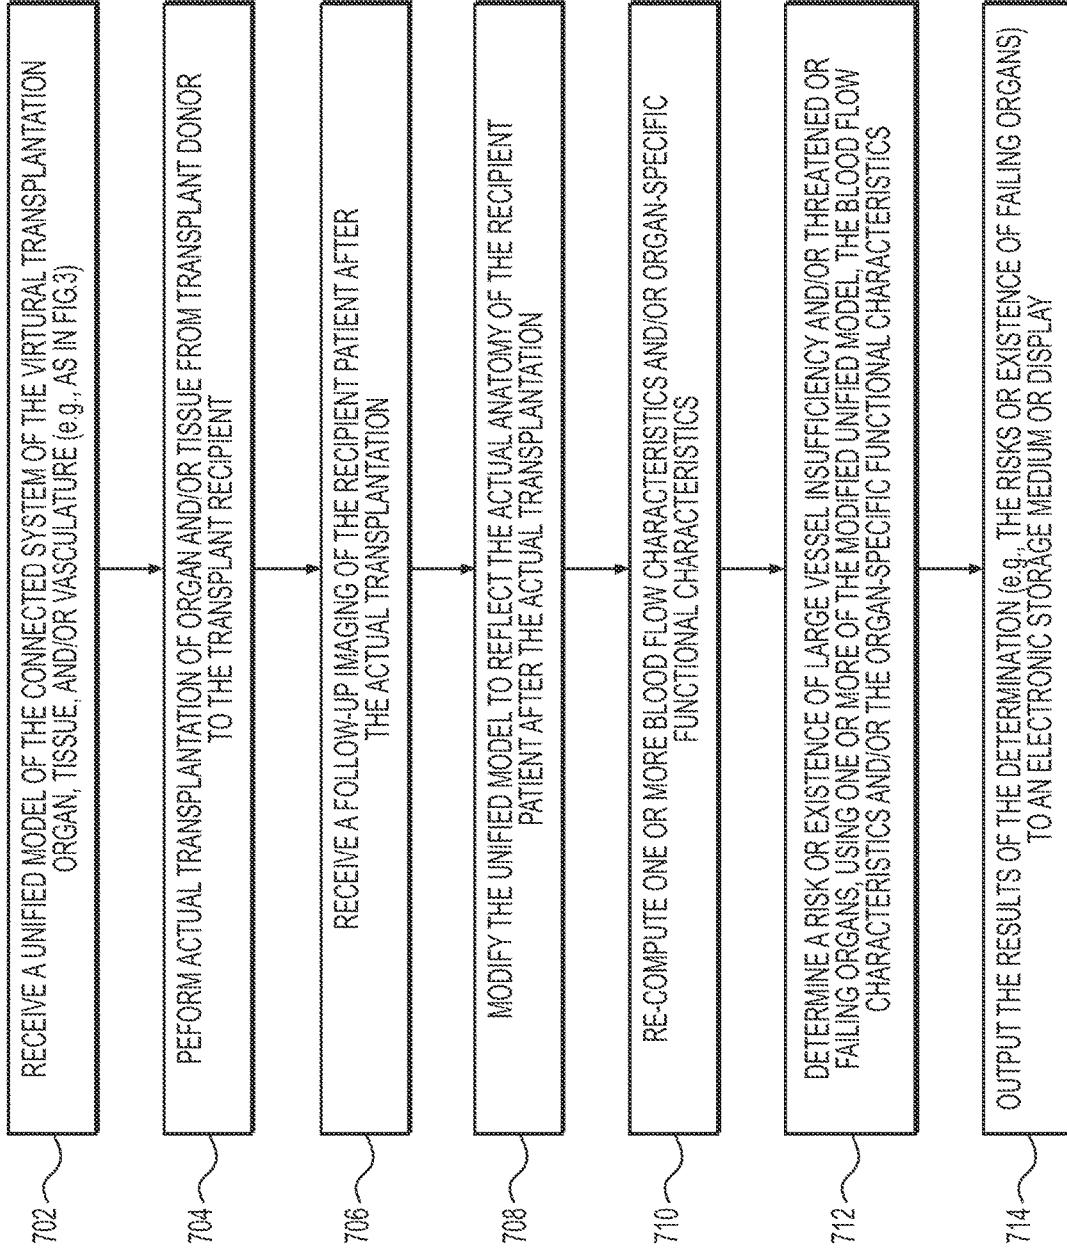 702
RECEIVE A UNIFIED MODEL OF THE CONNECTED SYSTEM OF THE VIRTURAL TRANSPLANTATION
ORGAN, TISSUE, AND/OR VASCULATURE (e.g., AS IN FIG.3)
704
PEFORM ACTUAL TRANSPLANTATION OF ORGAN AND/OR TISSUE FROM TRANSPLANT DONOR
TO THE TRANSPLANT RECIPIENT
706
RECEIVE A FOLLOW-UP IMAGING OF THE RECIPIENT PATIENT AFTER
THE ACTUAL TRANSPLANTATION
708
MODIFY THE UNIFIED MODEL TO REFLECT THE ACTUAL ANATOMY OF THE RECIPIENT
PATIENT AFTER THE ACTUAL TRANSPLANTATION
710
RE-COMPUTE ONE OR MORE BLOOD FLOW CHARACTERISTICS AND/OR ORGAN-SPECIFIC
FUNCTIONAL CHARACTERISTICS
712
DETERMINE A RISK OR EXISTENCE OF LARGE VESSEL INSUFFICIENCY AND/OR THREATENED OR
FAILING ORGANS, USING ONE OR MORE OF THE MODIFIED UNIFIED MODEL, THE BLOOD FLOW
CHARACTERISTICS AND/OR THE ORGAN-SPECIFIC FUNCTIONAL CHARACTERISTICS
714
OUTPUT THE RESULTS OF THE DETERMINATION (e.g., THE RISKS OR EXISTENCE OF FAILING ORGANS)
TO AN ELECTRONIC STORAGE MEDIUM OR DISPLAY